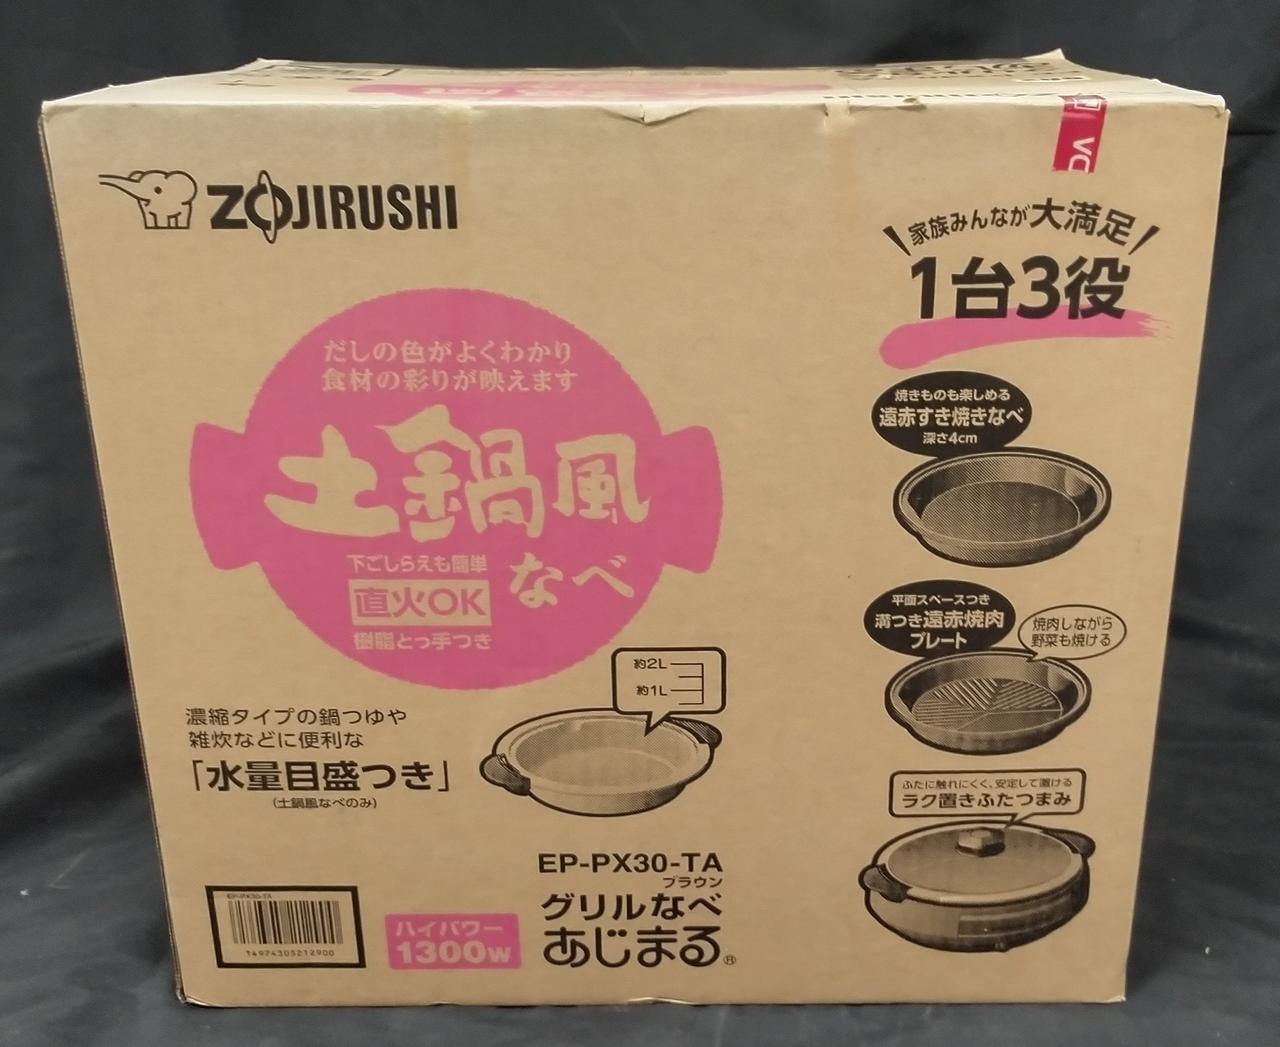 ZOJIRUSHI
だしの色がよくわかり
食材の彩りが映えます
土鍋風
なべ
下ごしらえも簡単
直火OK
樹脂とっ手つき
約2L
約1L
濃縮タイプの鍋つゆや
雑炊などに便利な
「水量目盛つき」
(土鍋風なべのみ)
EP-PX30-TA
T4974305212900
ハイパワー
1300W
EP-PX30-TA
ブラウン
グリルなべ
あじまる®
家族みんなが大満足
1台3役
焼きものも楽しめる
遠赤すき焼きなべ
深さ4cm
平面スペースつき
溝つき遠赤焼肉
プレート
焼肉しながら
野菜も焼ける
ふたに触れにくく、安定して置ける
ラク置きふたつまみ